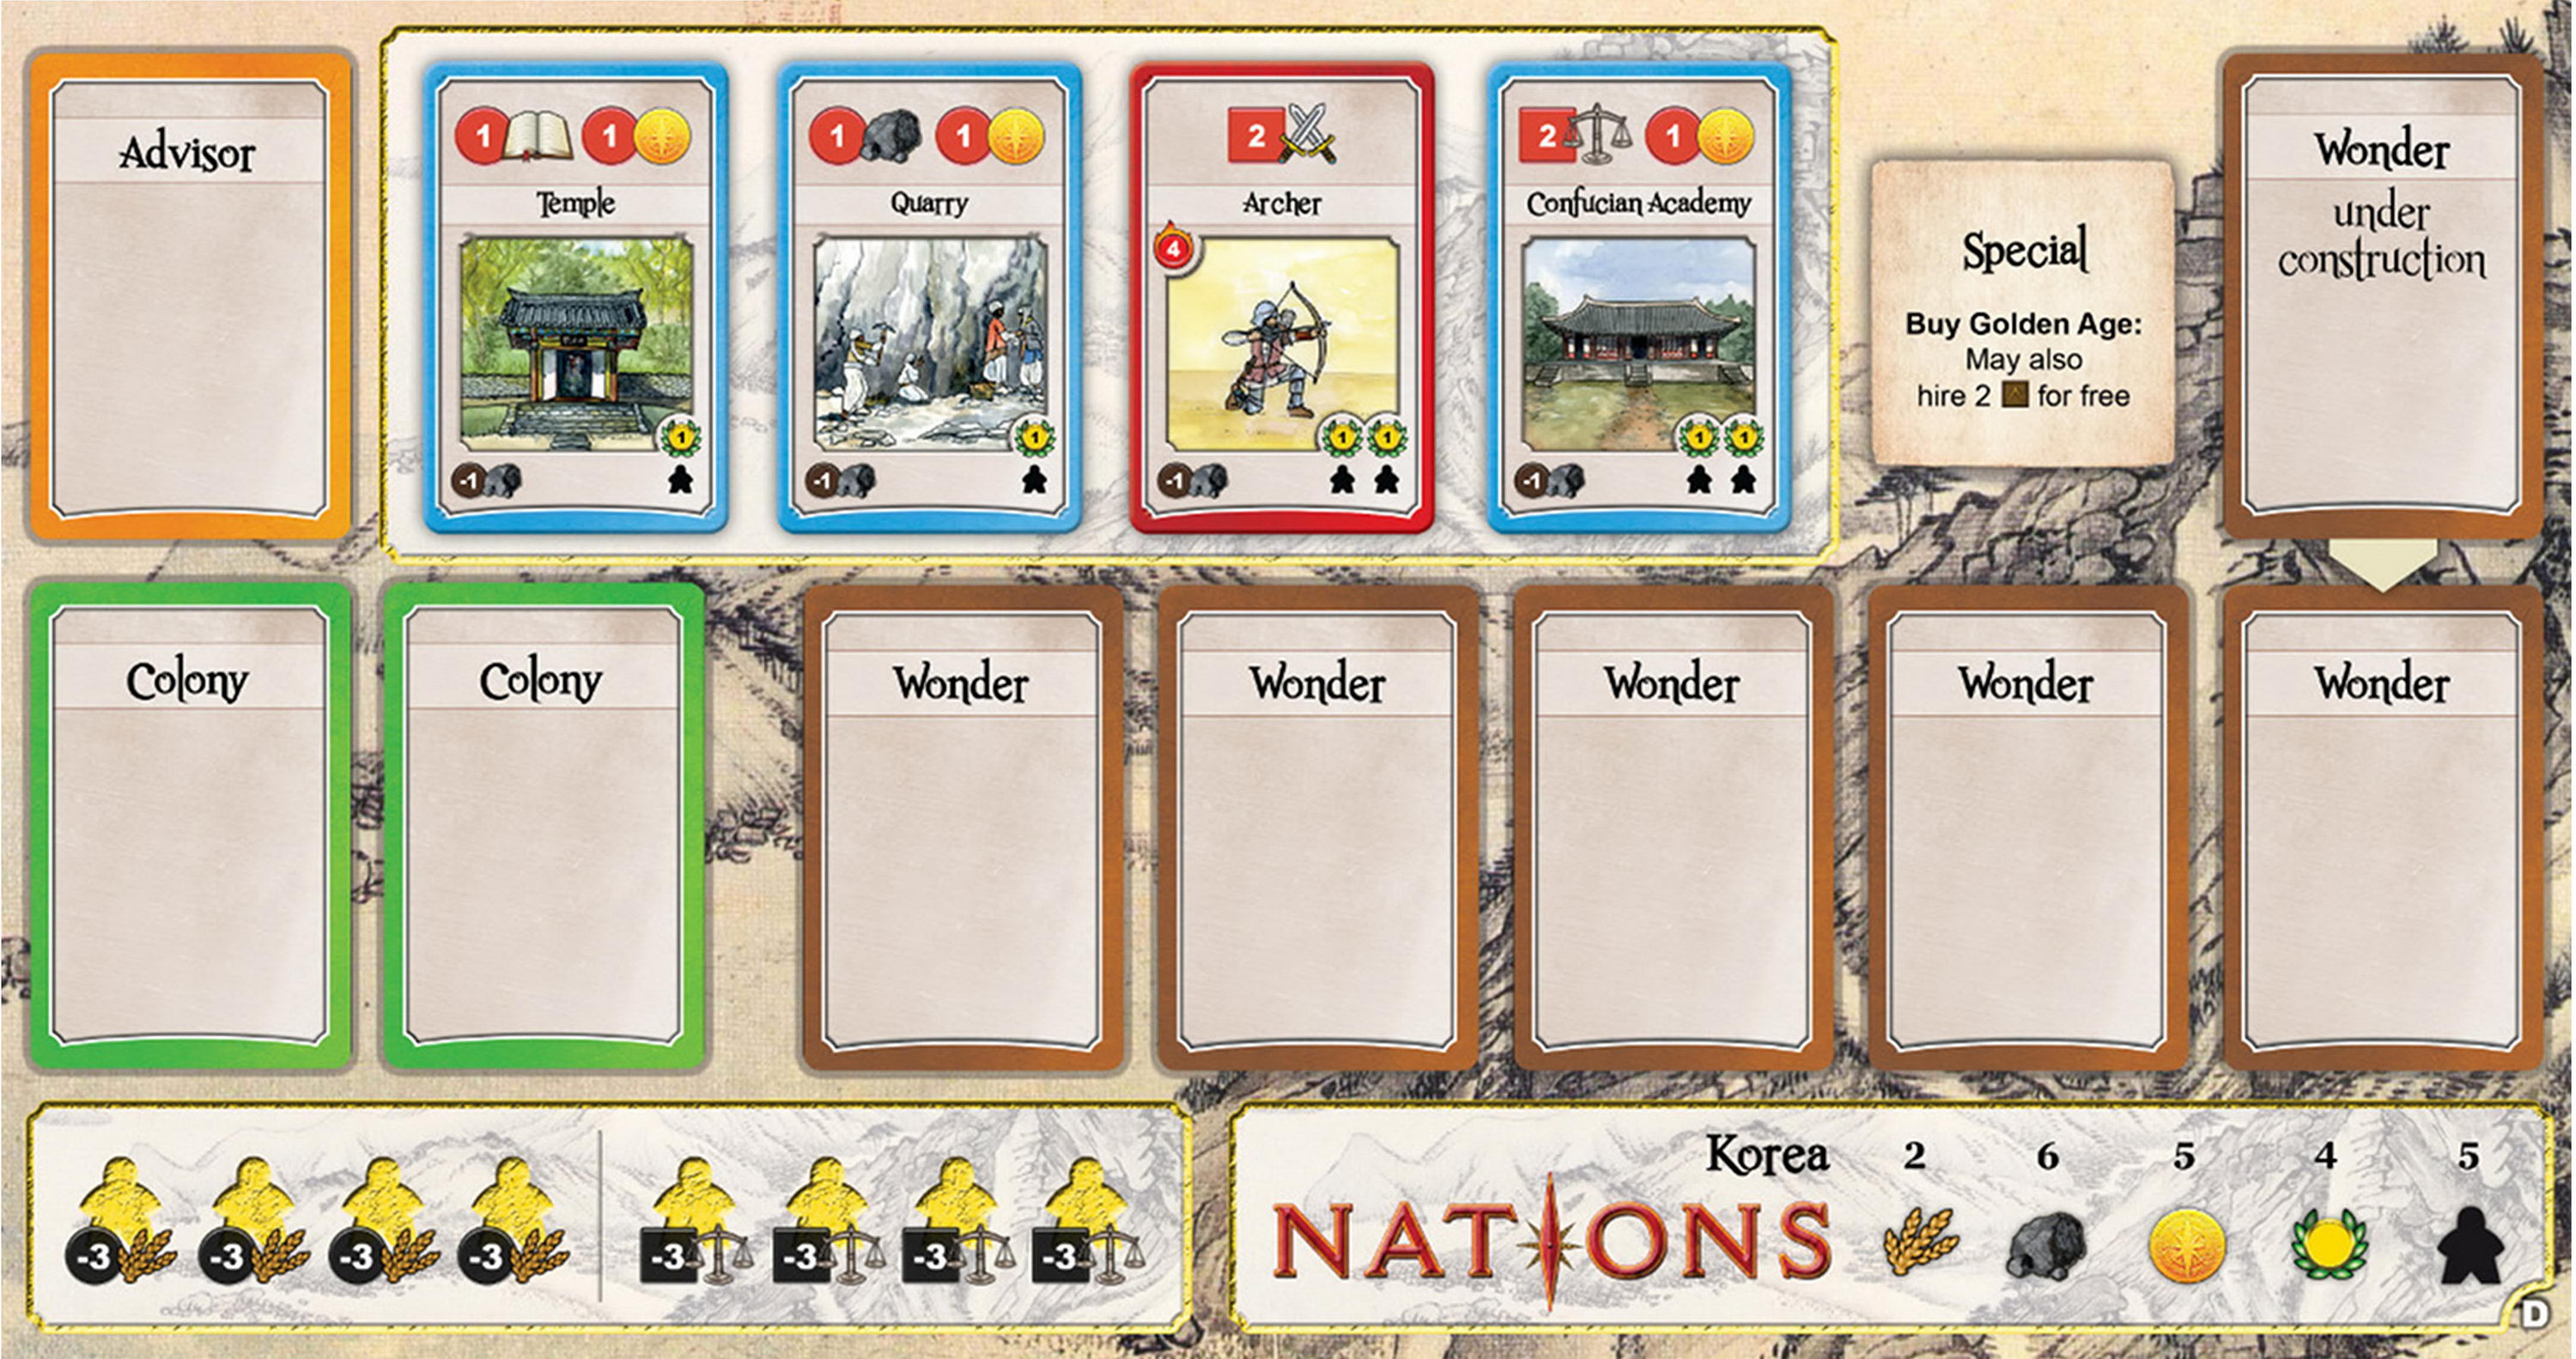 Advisor
1 1
Temple
1
-1
1 1
Quarry
1
-1
2
Archer
4
1 1
-1
2 1
Confucian Academy
1 1
-1
Special
Buy Golden Age:
May also
hire 2 for free
Wonder
under
construction
Colony
Colony
Wonder
Wonder
Wonder
Wonder
Wonder
-3 -3 -3 -3
-3 -3 -3 -3
Korea 2 6 5 4 5
NATIONS
D